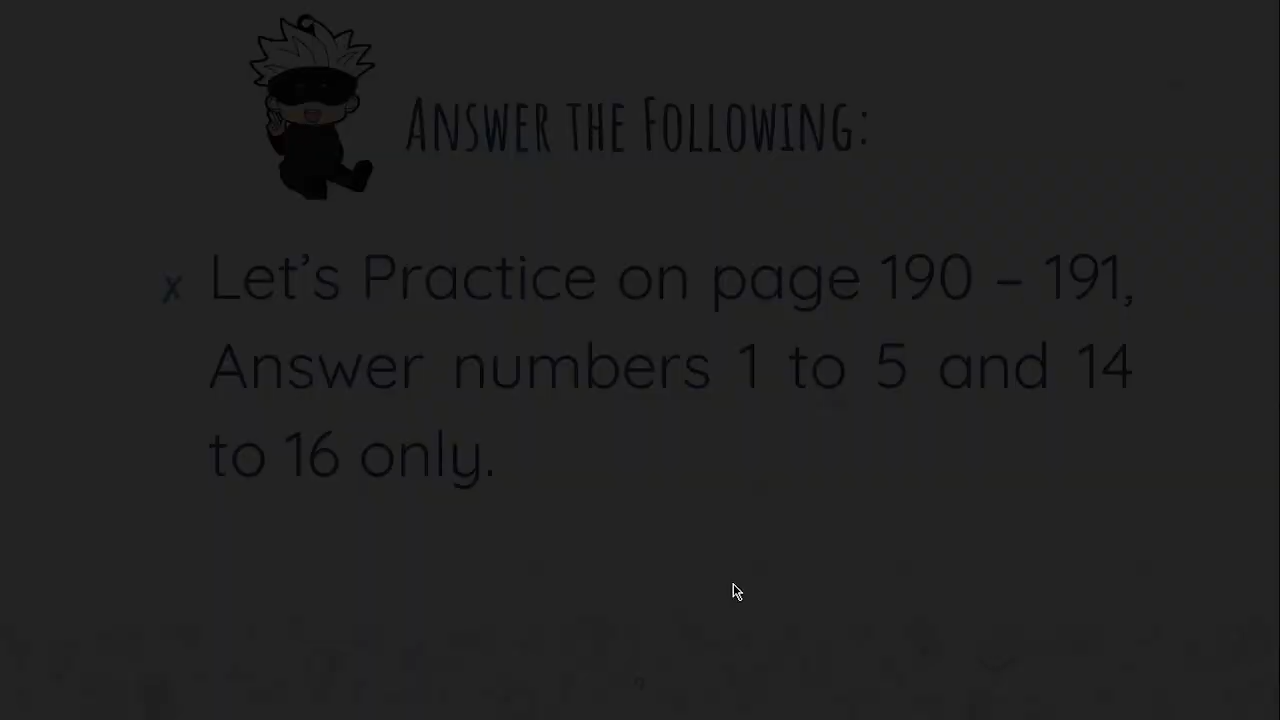 Answer the Following:
x Let's Practice on page 190 – 191,
Answer numbers 1 to 5 and 14
to 16 only.